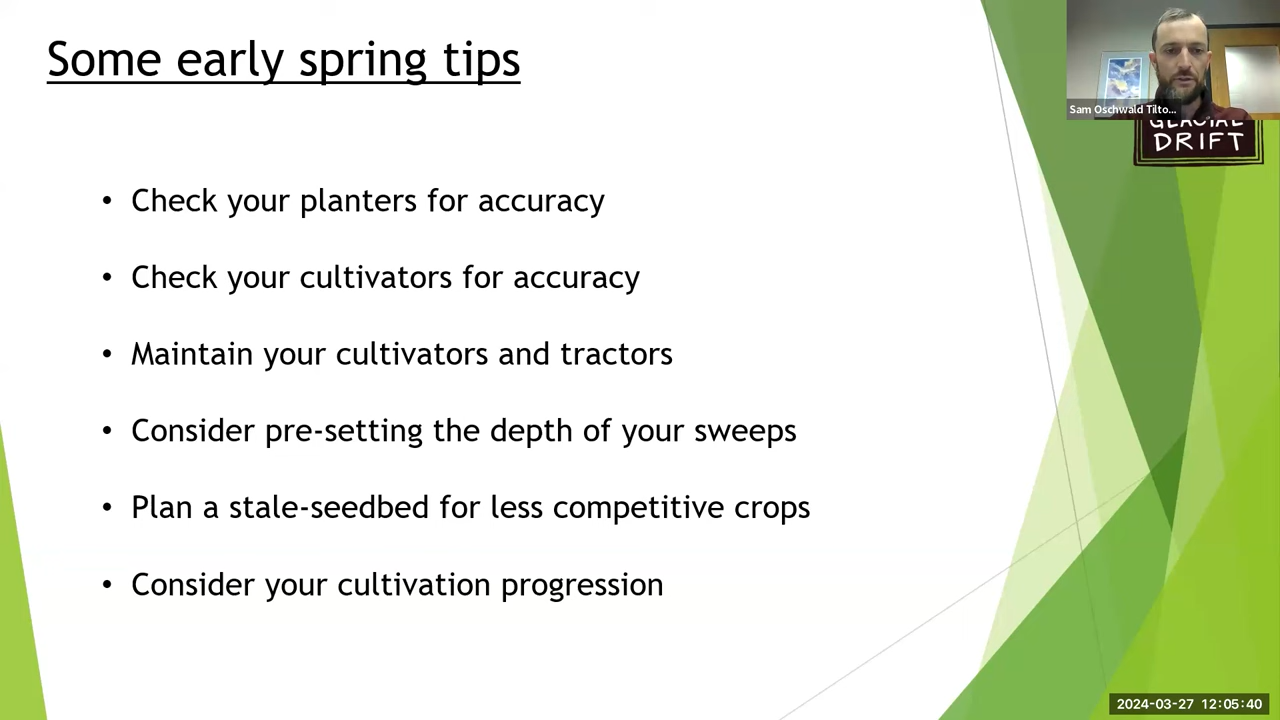 Some early spring tips
Sam Oschwald Tilto...
GLACIAL
DRIFT
• Check your planters for accuracy
• Check your cultivators for accuracy
• Maintain your cultivators and tractors
• Consider pre-setting the depth of your sweeps
• Plan a stale-seedbed for less competitive crops
• Consider your cultivation progression
2024-03-27 12:05:40